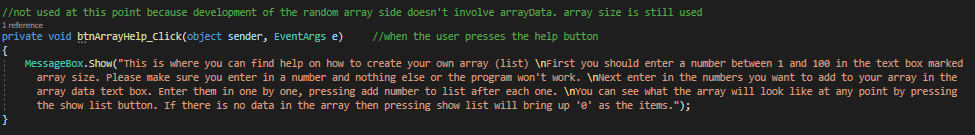 //not used at this point because development of the random array side doesn't involve arrayData. array size is still used
1 reference
private void btnArrayHelp_Click(object sender, EventArgs e)    //when the user presses the help button
{
MessageBox.Show("This is where you can find help on how to create your own array (list) \nFirst you should enter a number between 1 and 100 in the text box marked
array size. Please make sure you enter in a number and nothing else or the program won't work. \nNext enter in the numbers you want to add to your array in the
array data text box. Enter them in one by one, pressing add number to list after each one. \nYou can see what the array will look like at any point by pressing
the show list button. If there is no data in the array then pressing show list will bring up '0' as the items.");
}